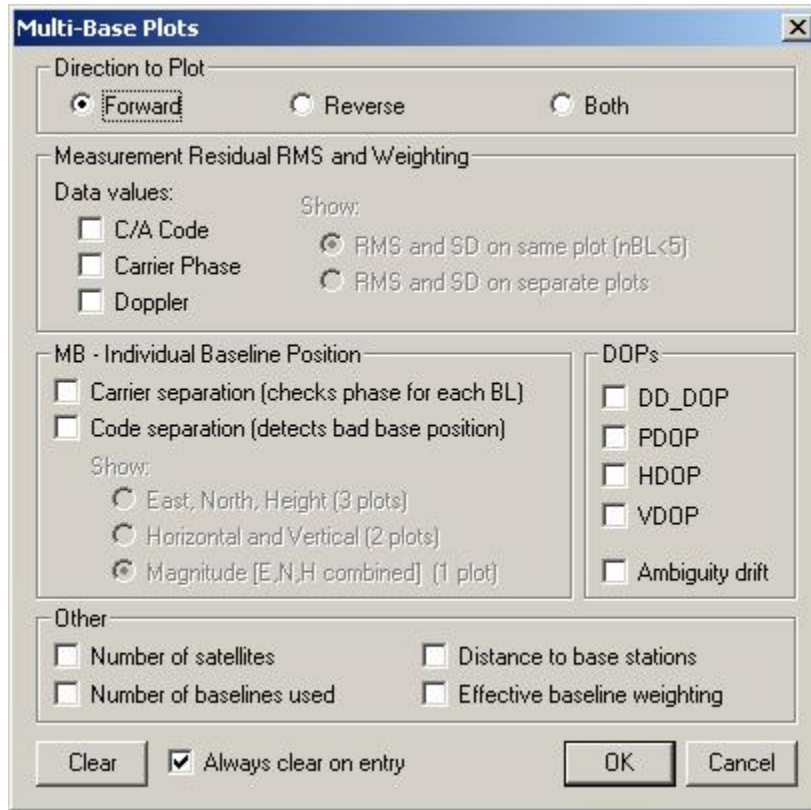 Multi-Base Plots
Direction to Plot
Forward Reverse Both
Measurement Residual RMS and Weighting
Data values:
C/A Code
Carrier Phase
Doppler
Show:
RMS and SD on same plot (nBL<5)
RMS and SD on separate plots
MB - Individual Baseline Position
Carrier separation (checks phase for each BL)
Code separation (detects bad base position)
Show:
East, North, Height (3 plots)
Horizontal and Vertical (2 plots)
Magnitude [E,N,H combined] (1 plot)
DOPs
DD_DOP
PDOP
HDOP
VDOP
Ambiguity drift
Other
Number of satellites Distance to base stations
Number of baselines used Effective baseline weighting
Clear Always clear on entry OK Cancel